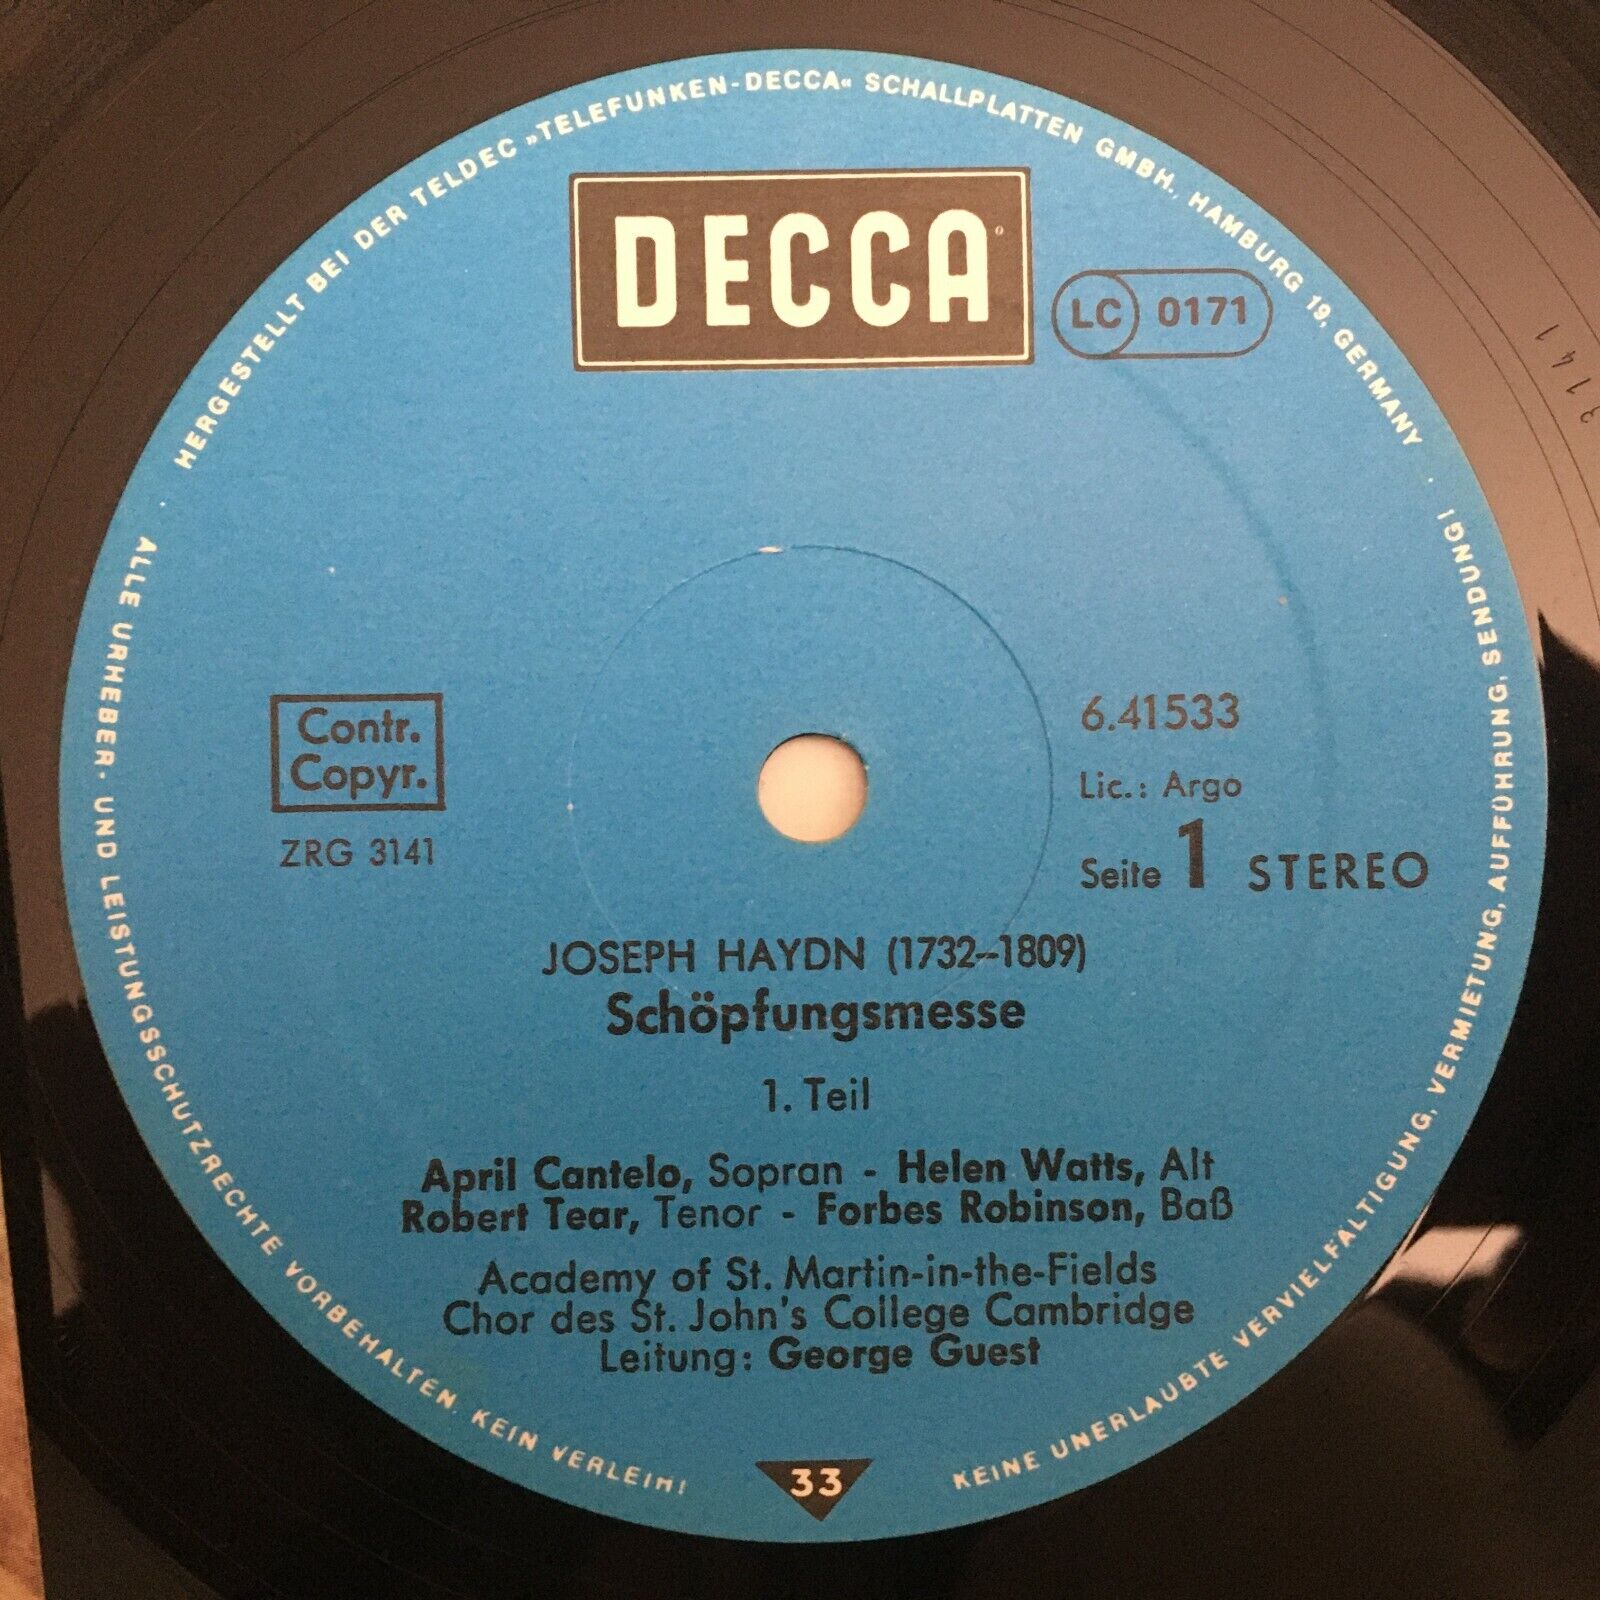 HERGESTELLT BEI DER TELDEC »TELEFUNKEN-DECCA« SCHALLPLATTEN GMBH., HAMBURG 19, GERMANY
DECCA
LC 0171
3141
Contr.
Copyr.
ZRG 3141
6.41533
Lic.: Argo
Seite 1 STEREO
JOSEPH HAYDN (1732–1809)
Schöpfungsmesse
1. Teil
April Cantelo, Sopran - Helen Watts, Alt
Robert Tear, Tenor - Forbes Robinson, Baß
Academy of St. Martin-in-the-Fields
Chor des St. John's College Cambridge
Leitung: George Guest
33
ALLE URHEBER- UND LEISTUNGSSCHUTZRECHTE VORBEHALTEN. KEIN VERLEIH!
KEINE UNERLAUBTE VERVIELFÄLTIGUNG, VERMIETUNG, AUFFÜHRUNG, SENDUNG!